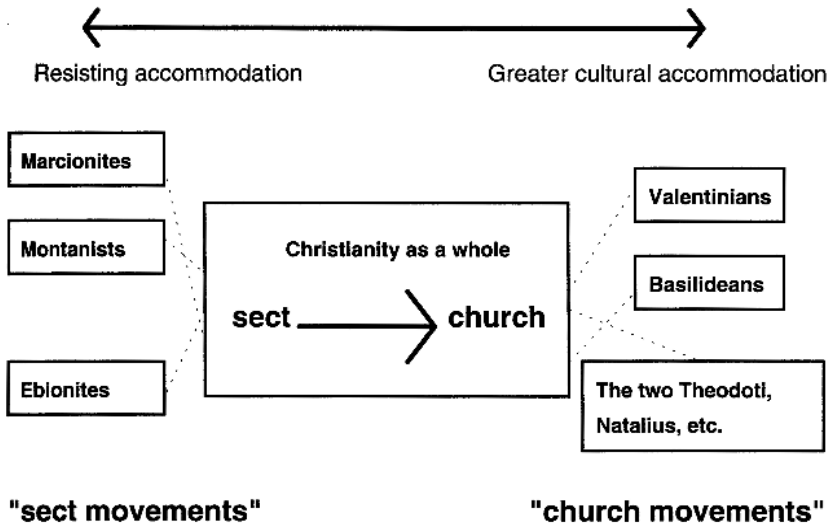 Resisting accommodation
Greater cultural accommodation
Marcionites
Montanists
Ebionites
Christianity as a whole
sect
church
Valentinians
Basilideans
The two Theodoti,
Natalius, etc.
"sect movements"
"church movements"